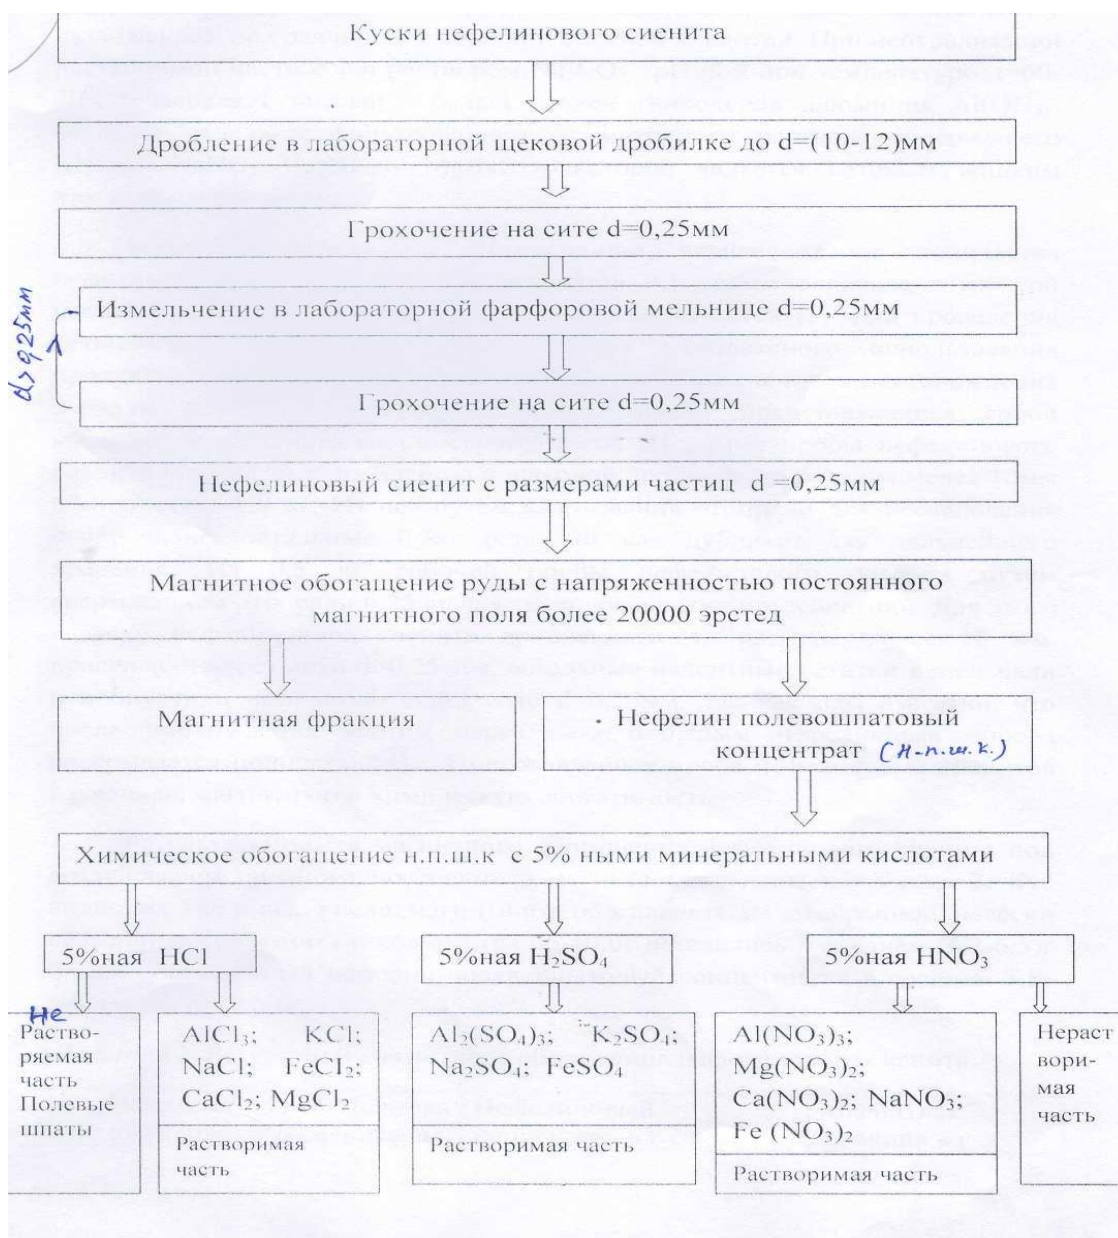 Куски нефелинового сиенита
Дробление в лабораторной щековой дробилке до d=(10-12)мм
Грохочение на сите d=0,25мм
d>0,25мм
Измельчение в лабораторной фарфоровой мельнице d=0,25мм
Грохочение на сите d=0,25мм
Нефелиновый сиенит с размерами частиц d =0,25мм
Магнитное обогащение руды с напряженностью постоянного
магнитного поля более 20000 эрстед
Магнитная фракция
Нефелин полевошпатовый
концентрат (н.п.ш.к.)
Химическое обогащение н.п.ш.к с 5% ными минеральными кислотами
5%ная HCl
5%ная H₂SO₄
5%ная HNO₃
Не
Раство-
ряемая
часть
Полевые
шпаты
AlCl₃; KCl;
NaCl; FeCl₂;
CaCl₂; MgCl₂
Растворимая
часть
Al₂(SO₄)₃; K₂SO₄;
Na₂SO₄; FeSO₄
Растворимая часть
Al(NO₃)₃;
Mg(NO₃)₂;
Ca(NO₃)₂; NaNO₃;
Fe (NO₃)₂
Растворимая часть
Нераст
вори-
мая
часть